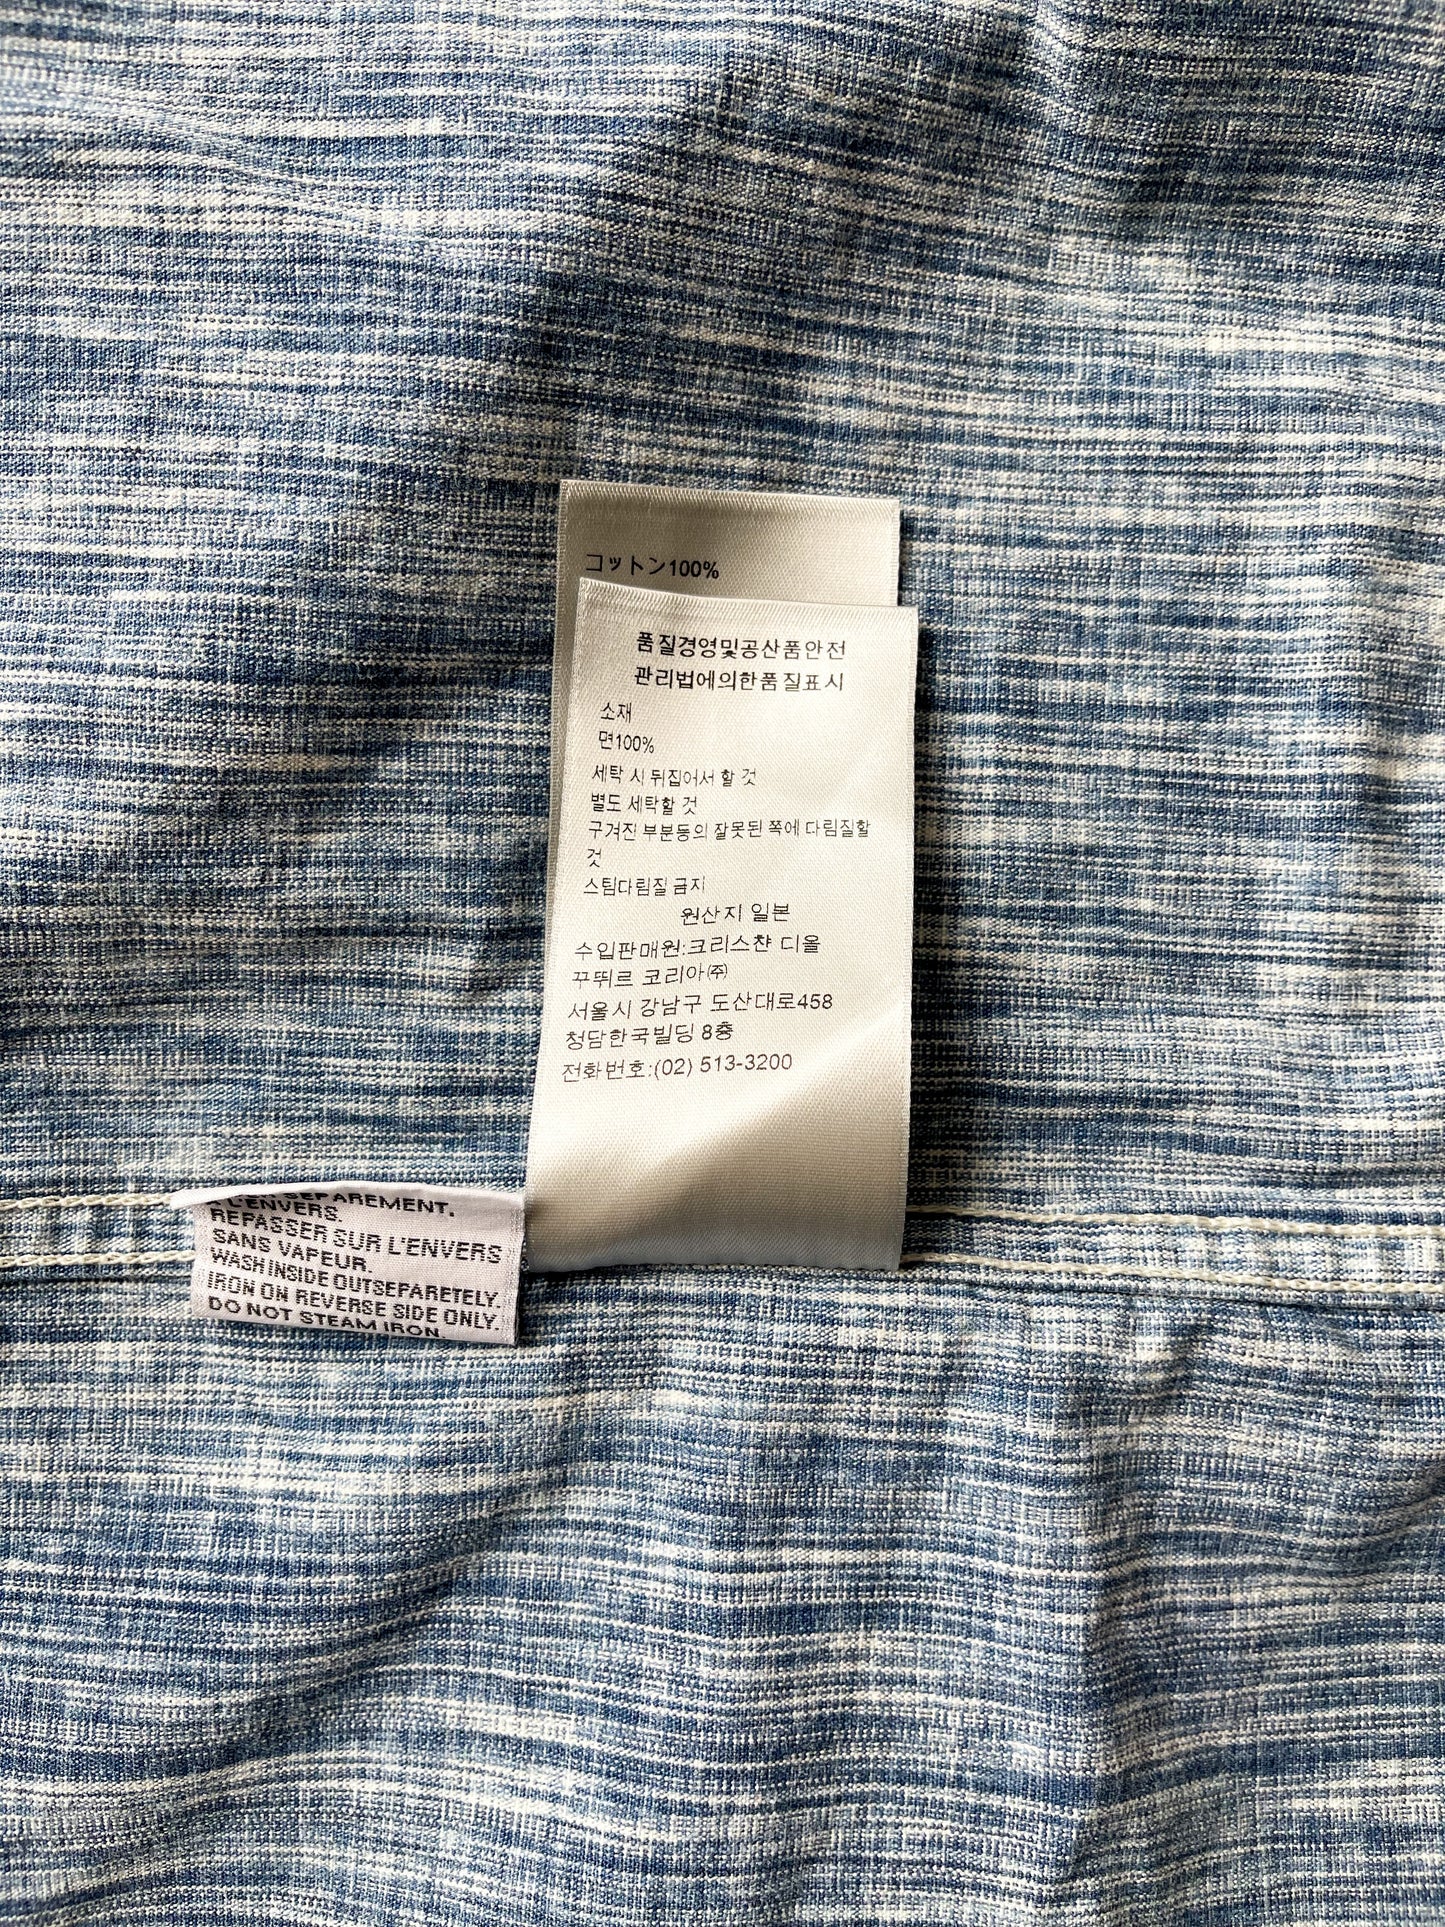 コットン100%
품질경영및공산품안전
관리법에의한품질표시
소재
면100%
세탁 시 뒤집어서 할 것
별도 세탁할 것
구겨진 부분등의 잘못된 쪽에 다림질할
것
스팀다림질 금지
원산지 일본
수입판매원:크리스챤 디올
꾸뛰르 코리아㈜
서울시 강남구 도산대로458
청담한국빌딩 8층
전화번호:(02) 513-3200
SEPAREMENT.
L'ENVERS.
REPASSER SUR L'ENVERS
SANS VAPEUR.
WASH INSIDE OUTSEPARETELY.
IRON ON REVERSE SIDE ONLY.
DO NOT STEAM IRON